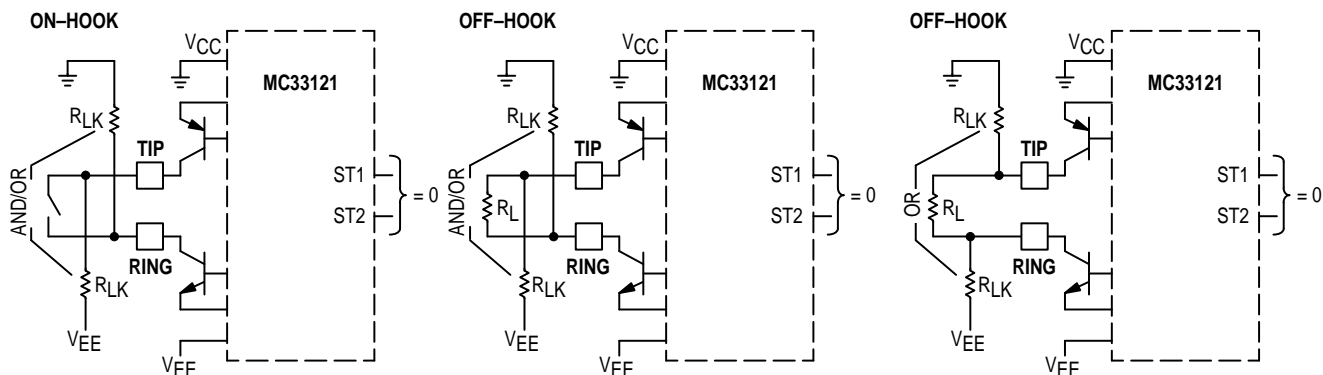 ON–HOOK
VCC
MC33121
RLK
TIP
AND/OR
ST1
ST2
= 0
RING
RLK
VEE
VEE
OFF–HOOK
VCC
MC33121
RLK
TIP
AND/OR
RL
ST1
ST2
= 0
RING
RLK
VEE
VEE
OFF–HOOK
VCC
MC33121
RLK
TIP
OR
RL
ST1
ST2
= 0
RING
RLK
VEE
VEE